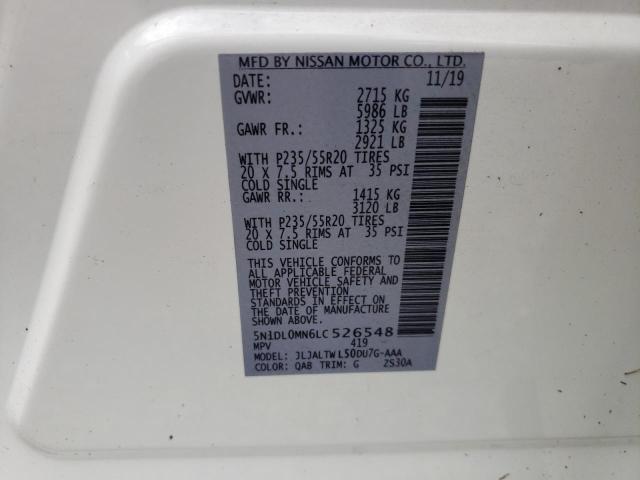 MFD BY NISSAN MOTOR CO., LTD.
DATE: 11/19
GVWR: 2715 KG
5986 LB
GAWR FR.: 1325 KG
2921 LB
WITH P235/55R20 TIRES
20 X 7.5 RIMS AT 35 PSI
COLD SINGLE
GAWR RR.: 1415 KG
3120 LB
WITH P235/55R20 TIRES
20 X 7.5 RIMS AT 35 PSI
COLD SINGLE
THIS VEHICLE CONFORMS TO
ALL APPLICABLE FEDERAL
MOTOR VEHICLE SAFETY AND
THEFT PREVENTION
STANDARDS IN EFFECT ON
THE DATE OF MANUFACTURE
SHOWN ABOVE.
5N1DL0MN6LC526548
MPV 419
MODEL: JLJALTWL50DU7G-AAA
COLOR: QAB TRIM: G ZS30A